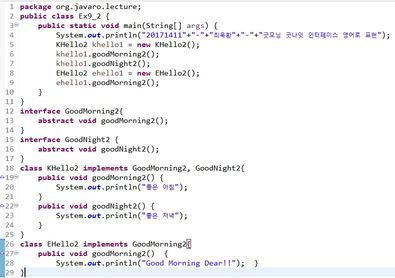 1 package org.javaro.lecture;
2 public class Ex9_2 {
3 public static void main(String[] args) {
4 System.out.println("20171411"+"-"+"최욱환"+"-"+"굿모닝 굿나잇 인터페이스 영어로 표현");
5 KHello2 khello1 = new KHello2();
6 khello1.goodMorning2();
7 khello1.goodNight2();
8 EHello2 ehello1 = new EHello2();
9 ehello1.goodMorning2();
10 }
11 }
12 interface GoodMorning2{
13 abstract void goodMorning2();
14 }
15 interface GoodNight2 {
16 abstract void goodNight2();
17 }
18 class KHello2 implements GoodMorning2, GoodNight2{
19 public void goodMorning2() {
20 System.out.println("좋은 아침");
21 }
22 public void goodNight2() {
23 System.out.println("좋은 저녁");
24 }
25 }
26 class EHello2 implements GoodMorning2{
27 public void goodMorning2() {
28 System.out.println("Good Morning Dear!!"); }
29 }